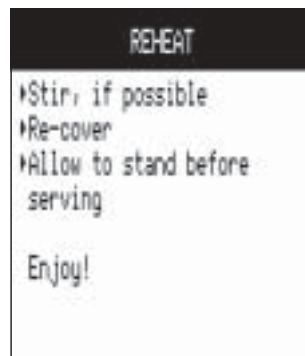 REHEAT
▸Stir, if possible
▸Re-cover
▸Allow to stand before
serving
Enjoy!